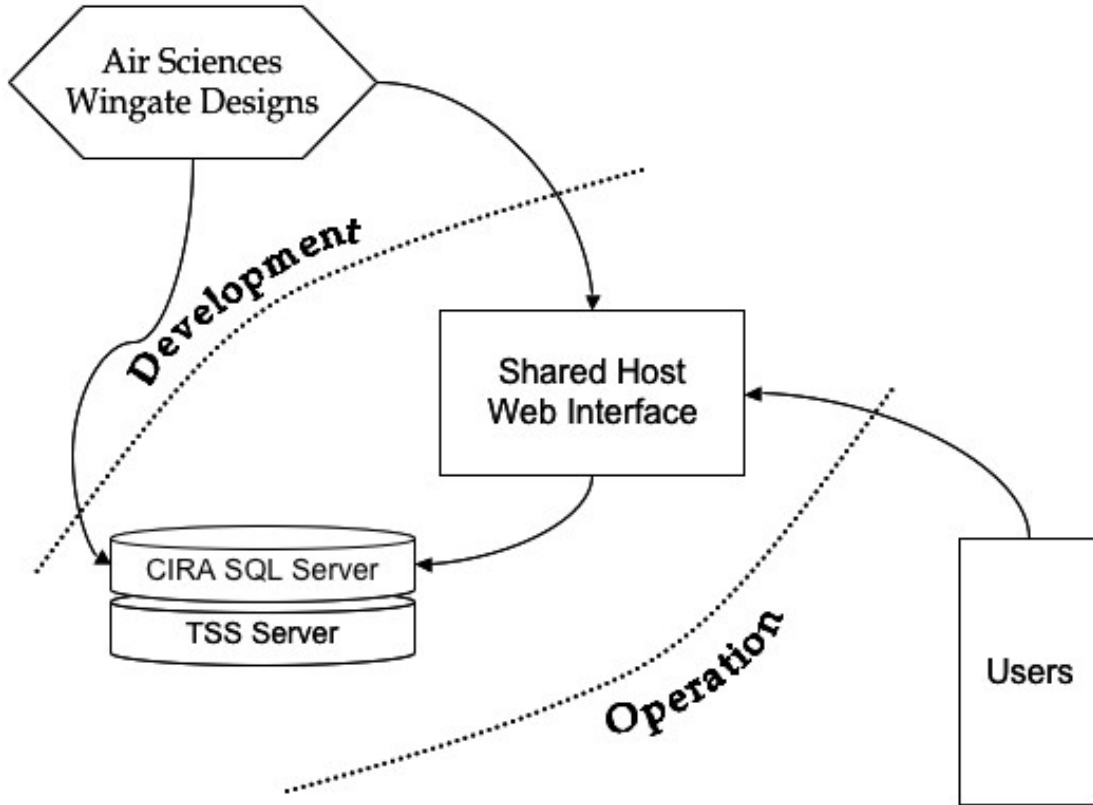 Air Sciences
Wingate Designs
Development
Shared Host
Web Interface
CIRA SQL Server
TSS Server
Operation
Users